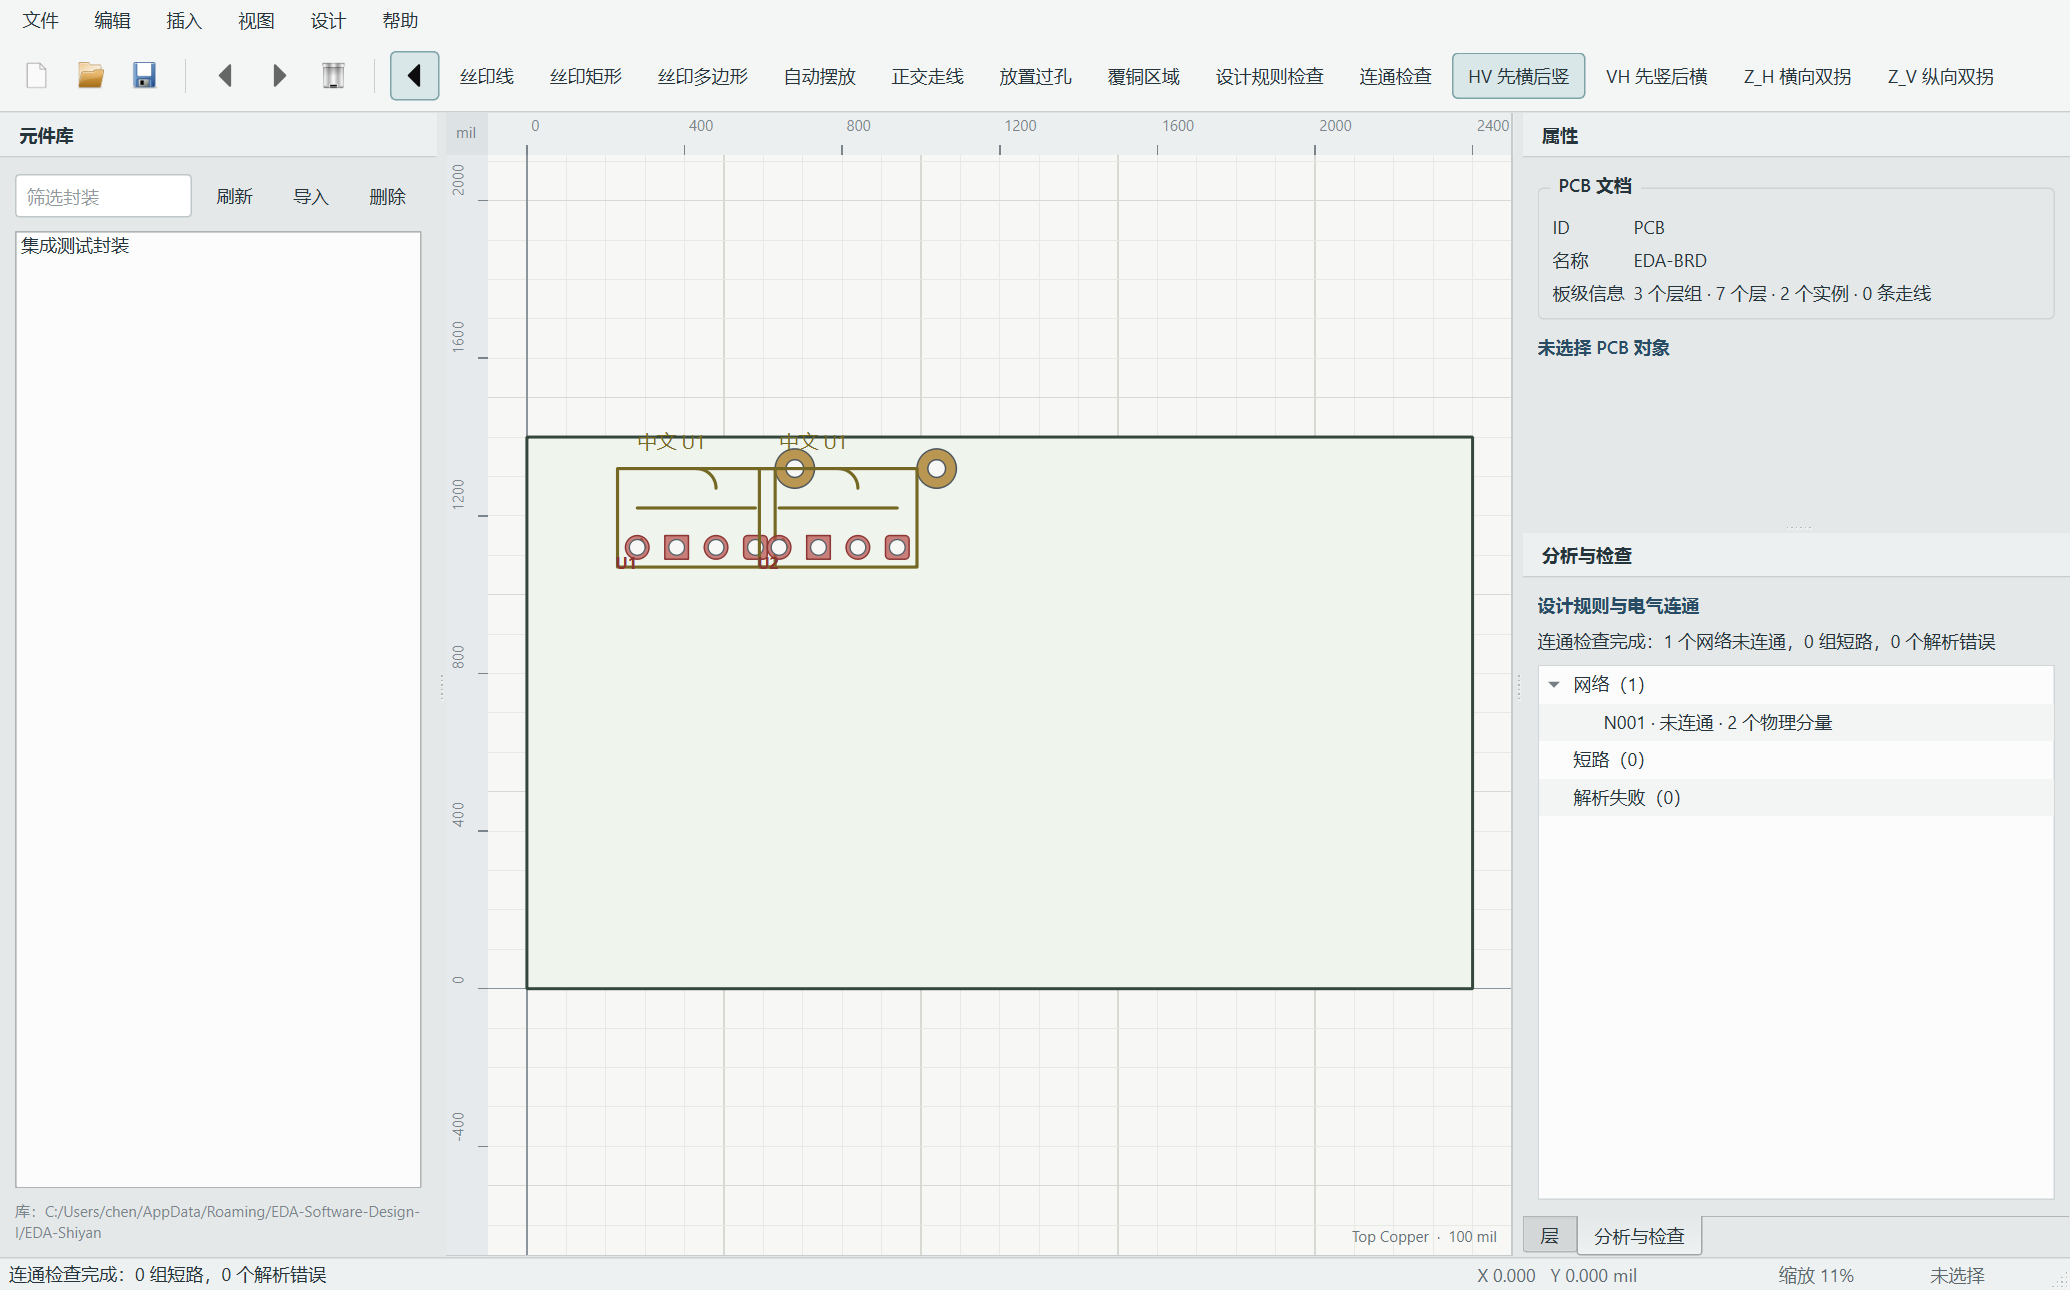 文件 编辑 插入 视图 设计 帮助
丝印线 丝印矩形 丝印多边形 自动摆放 正交走线 放置过孔 覆铜区域 设计规则检查 连通检查 HV 先横后竖 VH 先竖后横 Z_H 横向双拐 Z_V 纵向双拐
元件库
筛选封装 刷新 导入 删除
集成测试封装
库：C:/Users/chen/AppData/Roaming/EDA-Software-Design-
I/EDA-Shiyan
mil
0 400 800 1200 1600 2000 2400
2000
1600
1200
800
400
0
-400
中文 U1 中文 U1
U1 U2
Top Copper · 100 mil
属性
PCB 文档
ID PCB
名称 EDA-BRD
板级信息 3 个层组 · 7 个层 · 2 个实例 · 0 条走线
未选择 PCB 对象
分析与检查
设计规则与电气连通
连通检查完成：1 个网络未连通，0 组短路，0 个解析错误
网络（1）
N001 · 未连通 · 2 个物理分量
短路（0）
解析失败（0）
层 分析与检查
连通检查完成：0 组短路，0 个解析错误
X 0.000 Y 0.000 mil 缩放 11% 未选择